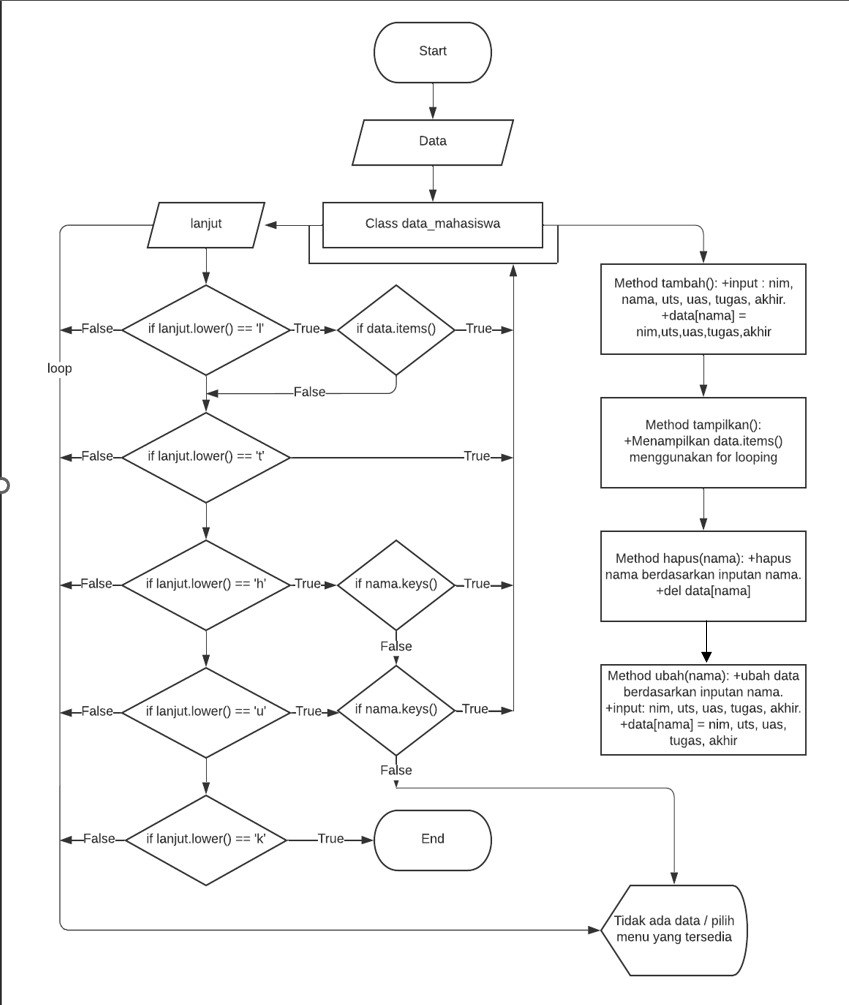 Start
Data
lanjut
Class data_mahasiswa
Method tambah(): +input : nim,
nama, uts, uas, tugas, akhir.
+data[nama] =
nim,uts,uas,tugas,akhir
False
if lanjut.lower() == 'l'
True
if data.items()
True
loop
False
Method tampilkan():
+Menampilkan data.items()
menggunakan for looping
False
if lanjut.lower() == 't'
True
Method hapus(nama): +hapus
nama berdasarkan inputan nama.
+del data[nama]
False
if lanjut.lower() == 'h'
True
if nama.keys()
True
False
Method ubah(nama): +ubah data
berdasarkan inputan nama.
+input: nim, uts, uas, tugas, akhir.
+data[nama] = nim, uts, uas,
tugas, akhir
False
if lanjut.lower() == 'u'
True
if nama.keys()
True
False
False
if lanjut.lower() == 'k'
True
End
Tidak ada data / pilih
menu yang tersedia